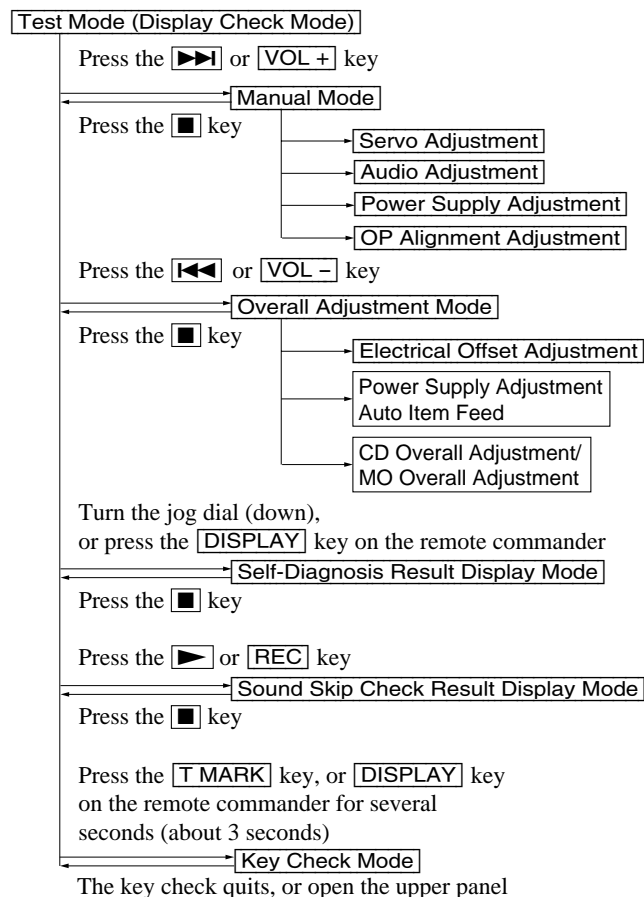 Test Mode (Display Check Mode)
Press the ▶▶I or VOL + key
Manual Mode
Press the ■ key
Servo Adjustment
Audio Adjustment
Power Supply Adjustment
OP Alignment Adjustment
Press the I◀◀ or VOL – key
Overall Adjustment Mode
Press the ■ key
Electrical Offset Adjustment
Power Supply Adjustment
Auto Item Feed
CD Overall Adjustment/
MO Overall Adjustment
Turn the jog dial (down),
or press the DISPLAY key on the remote commander
Self-Diagnosis Result Display Mode
Press the ■ key
Press the ▶ or REC key
Sound Skip Check Result Display Mode
Press the ■ key
Press the T MARK key, or DISPLAY key
on the remote commander for several
seconds (about 3 seconds)
Key Check Mode
The key check quits, or open the upper panel